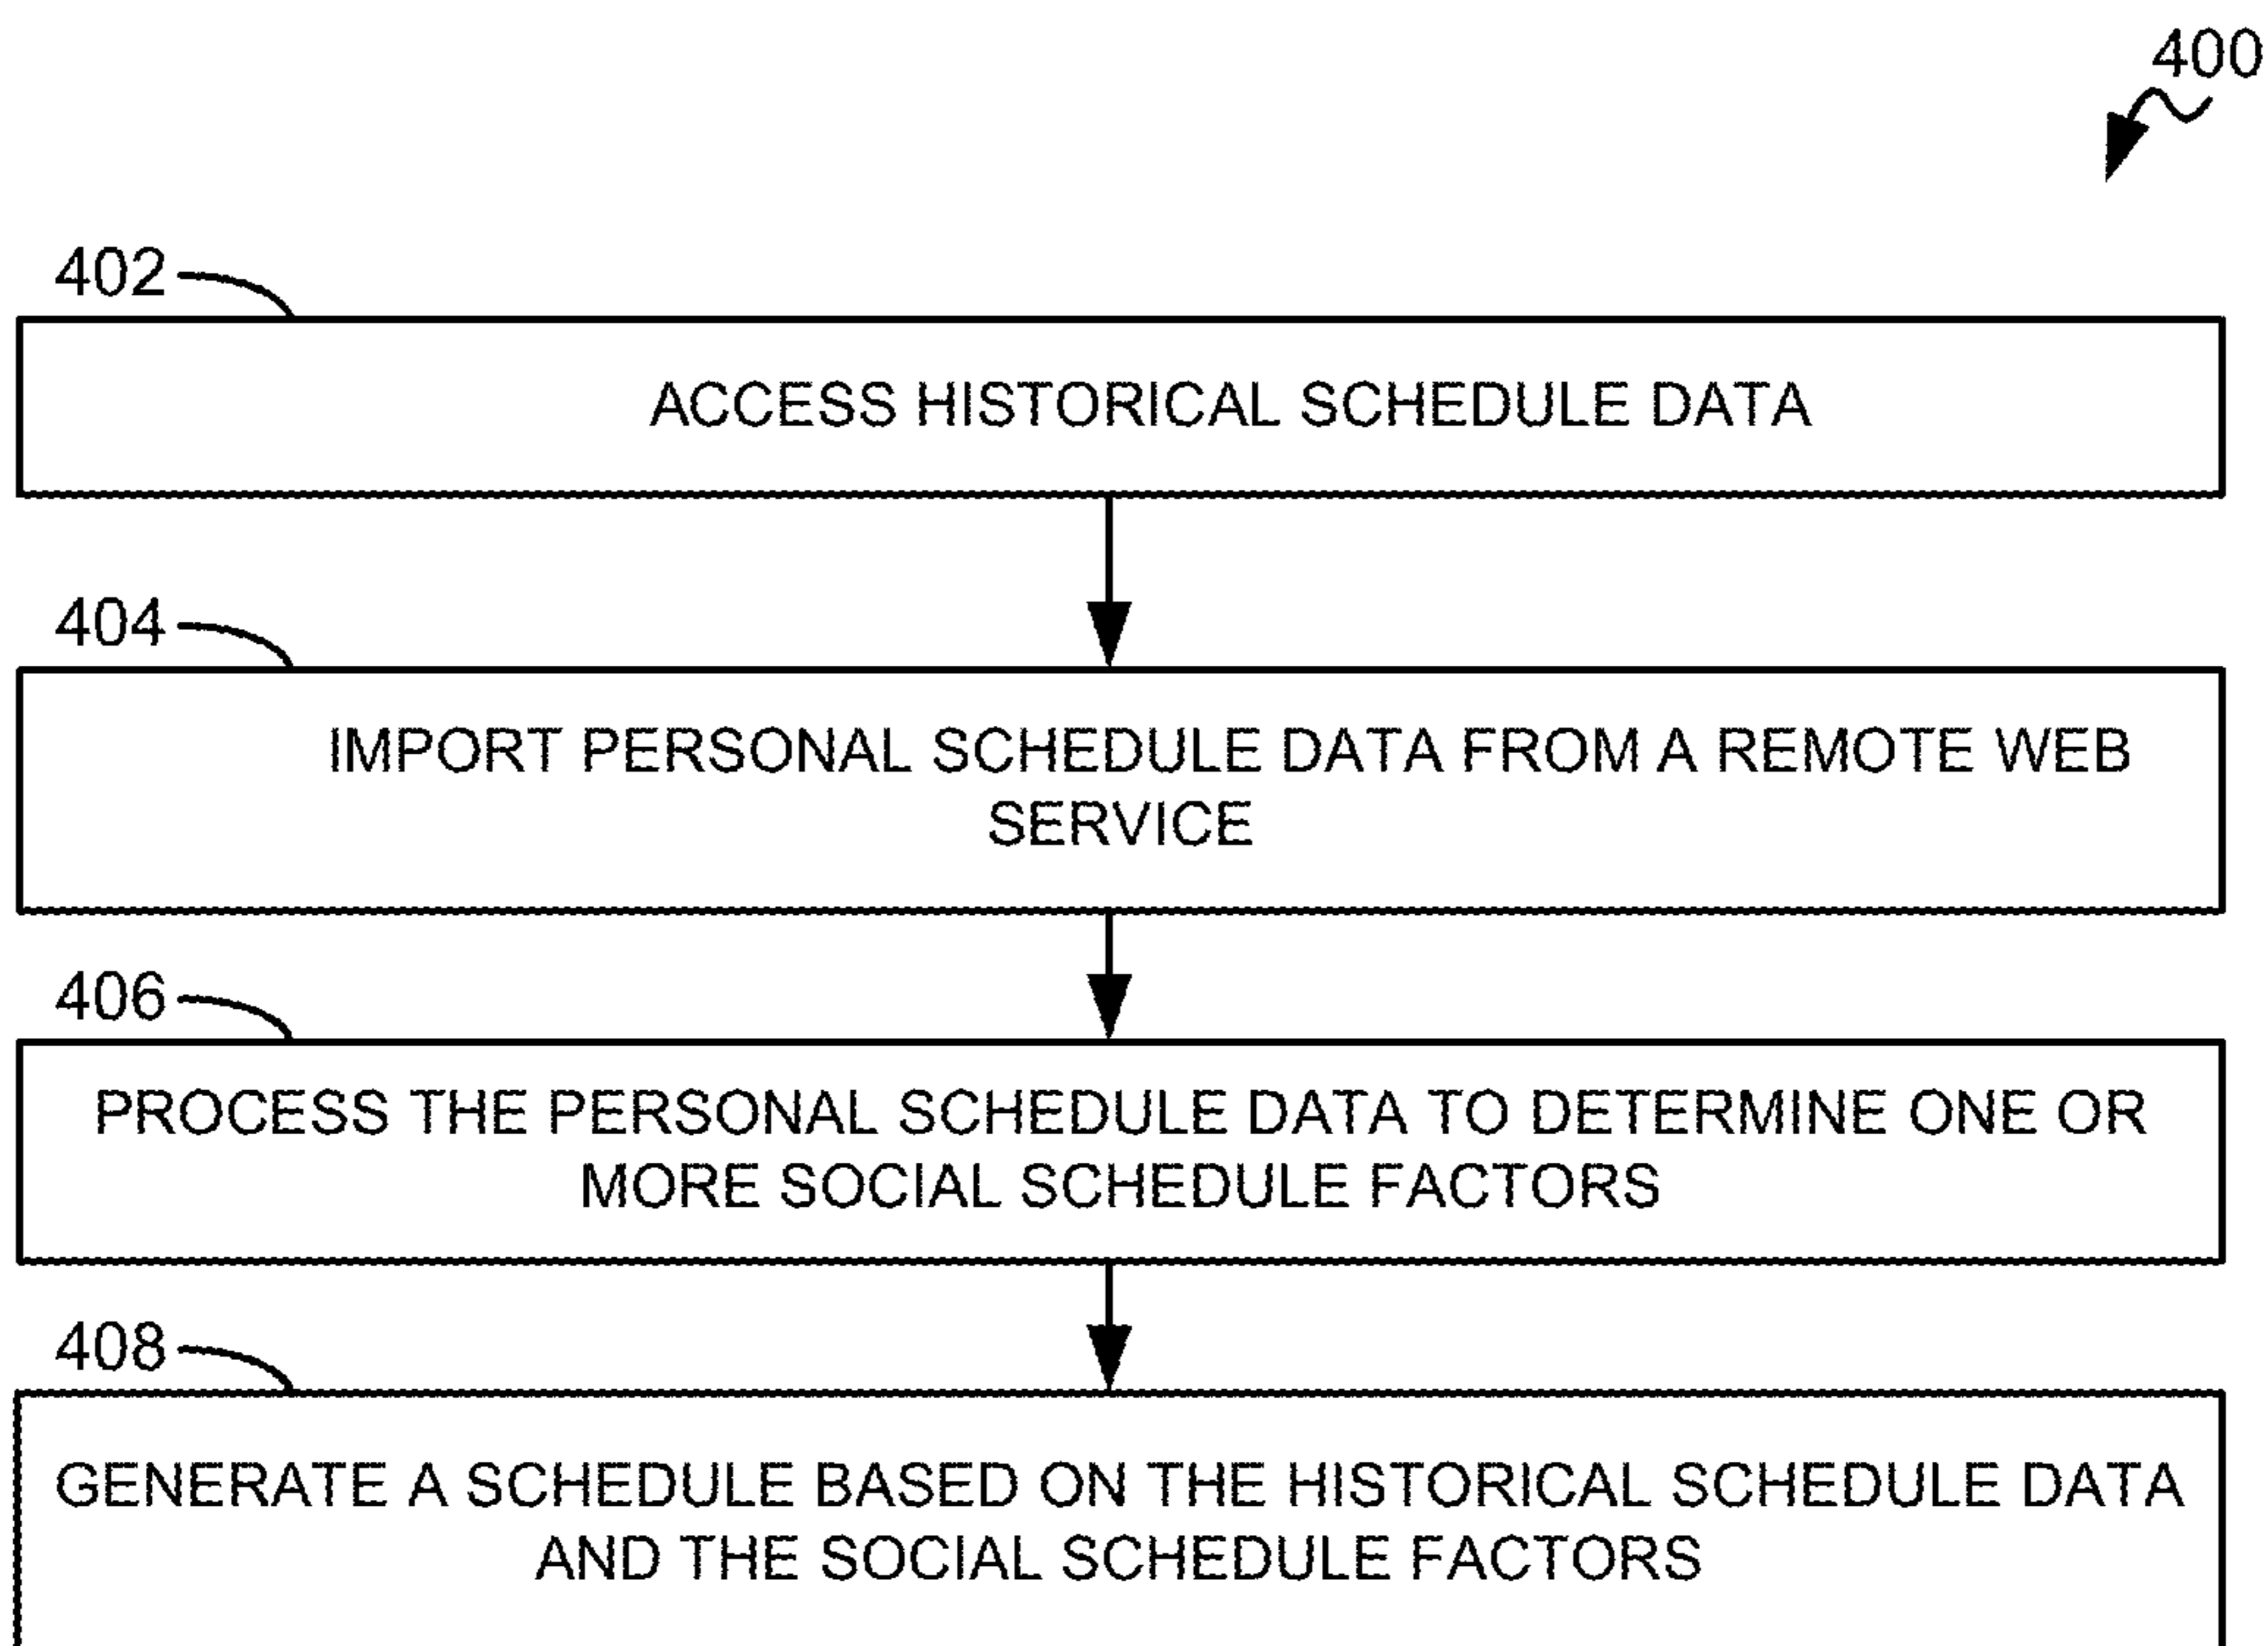 400
402
ACCESS HISTORICAL SCHEDULE DATA
404
IMPORT PERSONAL SCHEDULE DATA FROM A REMOTE WEB
SERVICE
406
PROCESS THE PERSONAL SCHEDULE DATA TO DETERMINE ONE OR
MORE SOCIAL SCHEDULE FACTORS
408
GENERATE A SCHEDULE BASED ON THE HISTORICAL SCHEDULE DATA
AND THE SOCIAL SCHEDULE FACTORS